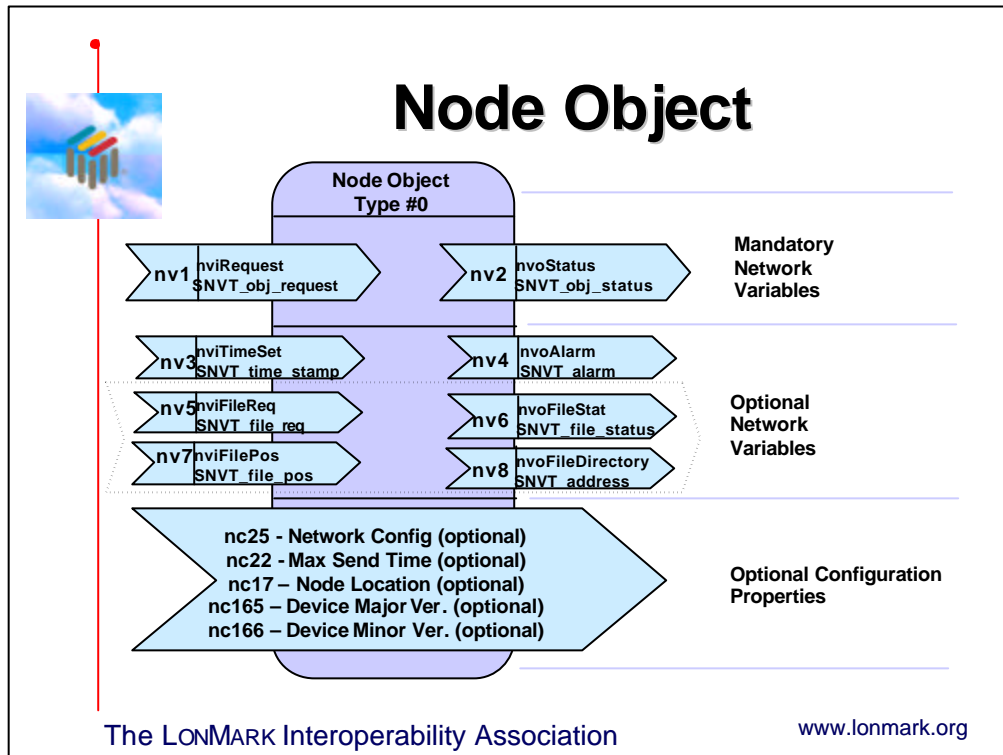 Node Object
Node Object
Type #0
nv1
nviRequest
SNVT_obj_request
nv2
nvoStatus
SNVT_obj_status
Mandatory
Network
Variables
nv3
nviTimeSet
SNVT_time_stamp
nv4
nvoAlarm
SNVT_alarm
nv5
nviFileReq
SNVT_file_req
nv6
nvoFileStat
SNVT_file_status
nv7
nviFilePos
SNVT_file_pos
nv8
nvoFileDirectory
SNVT_address
Optional
Network
Variables
nc25 - Network Config (optional)
nc22 - Max Send Time (optional)
nc17 – Node Location (optional)
nc165 – Device Major Ver. (optional)
nc166 – Device Minor Ver. (optional)
Optional Configuration
Properties
The LONMARK Interoperability Association
www.lonmark.org